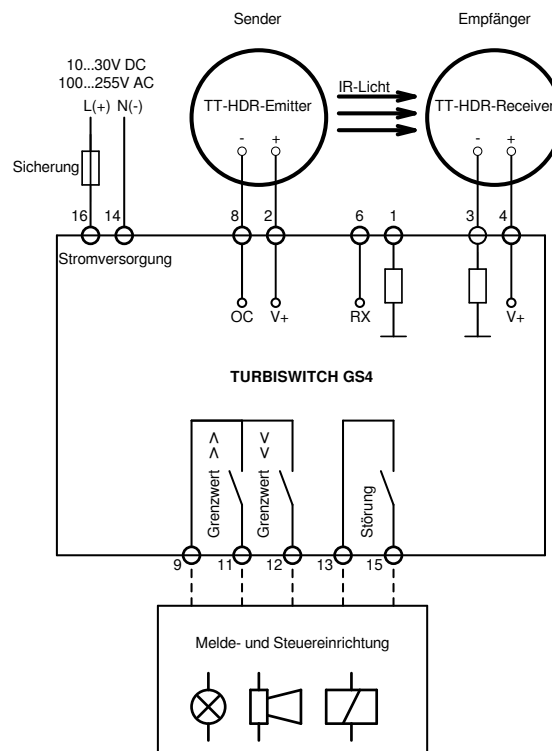 Sender
Empfänger
10...30V DC
100...255V AC
L(+) N(-)
TT-HDR-Emitter
IR-Licht
TT-HDR-Receiver
- +
- +
Sicherung
16 14 8 2 6 1 3 4
Stromversorgung
OC V+ RX V+
TURBISWITCH GS4
Grenzwert >>
Grenzwert <<
Störung
9 11 12 13 15
Melde- und Steuereinrichtung